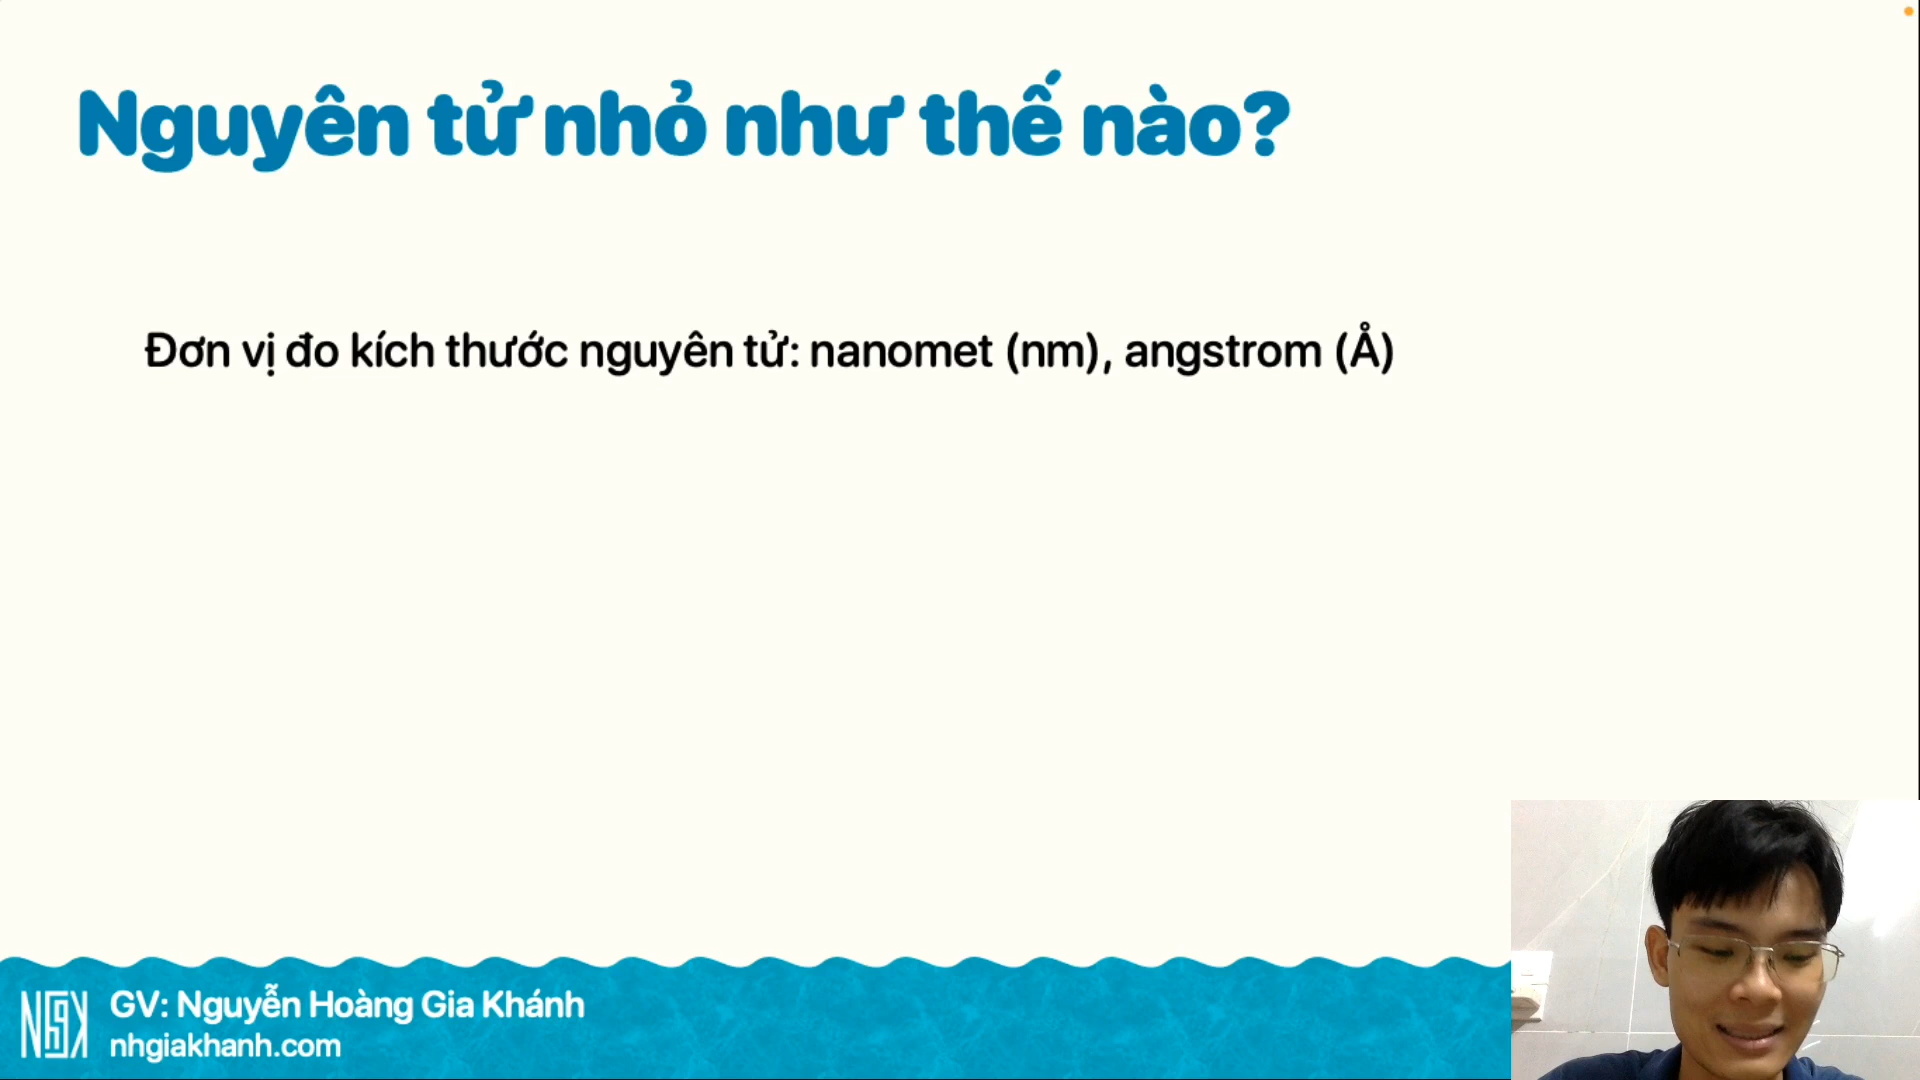 Nguyên tử nhỏ như thế nào?
Đơn vị đo kích thước nguyên tử: nanomet (nm), angstrom (Å)
NHGK
GV: Nguyễn Hoàng Gia Khánh
nhgiakhanh.com